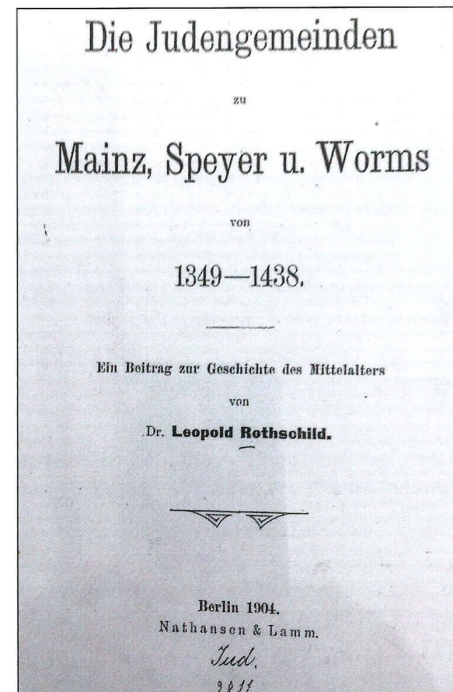 Die Judengemeinden
zu
Mainz, Speyer u. Worms
von
1349—1438.
Ein Beitrag zur Geschichte des Mittelalters
von
Dr. Leopold Rothschild.
Berlin 1904.
Nathansen & Lamm.
Jud.